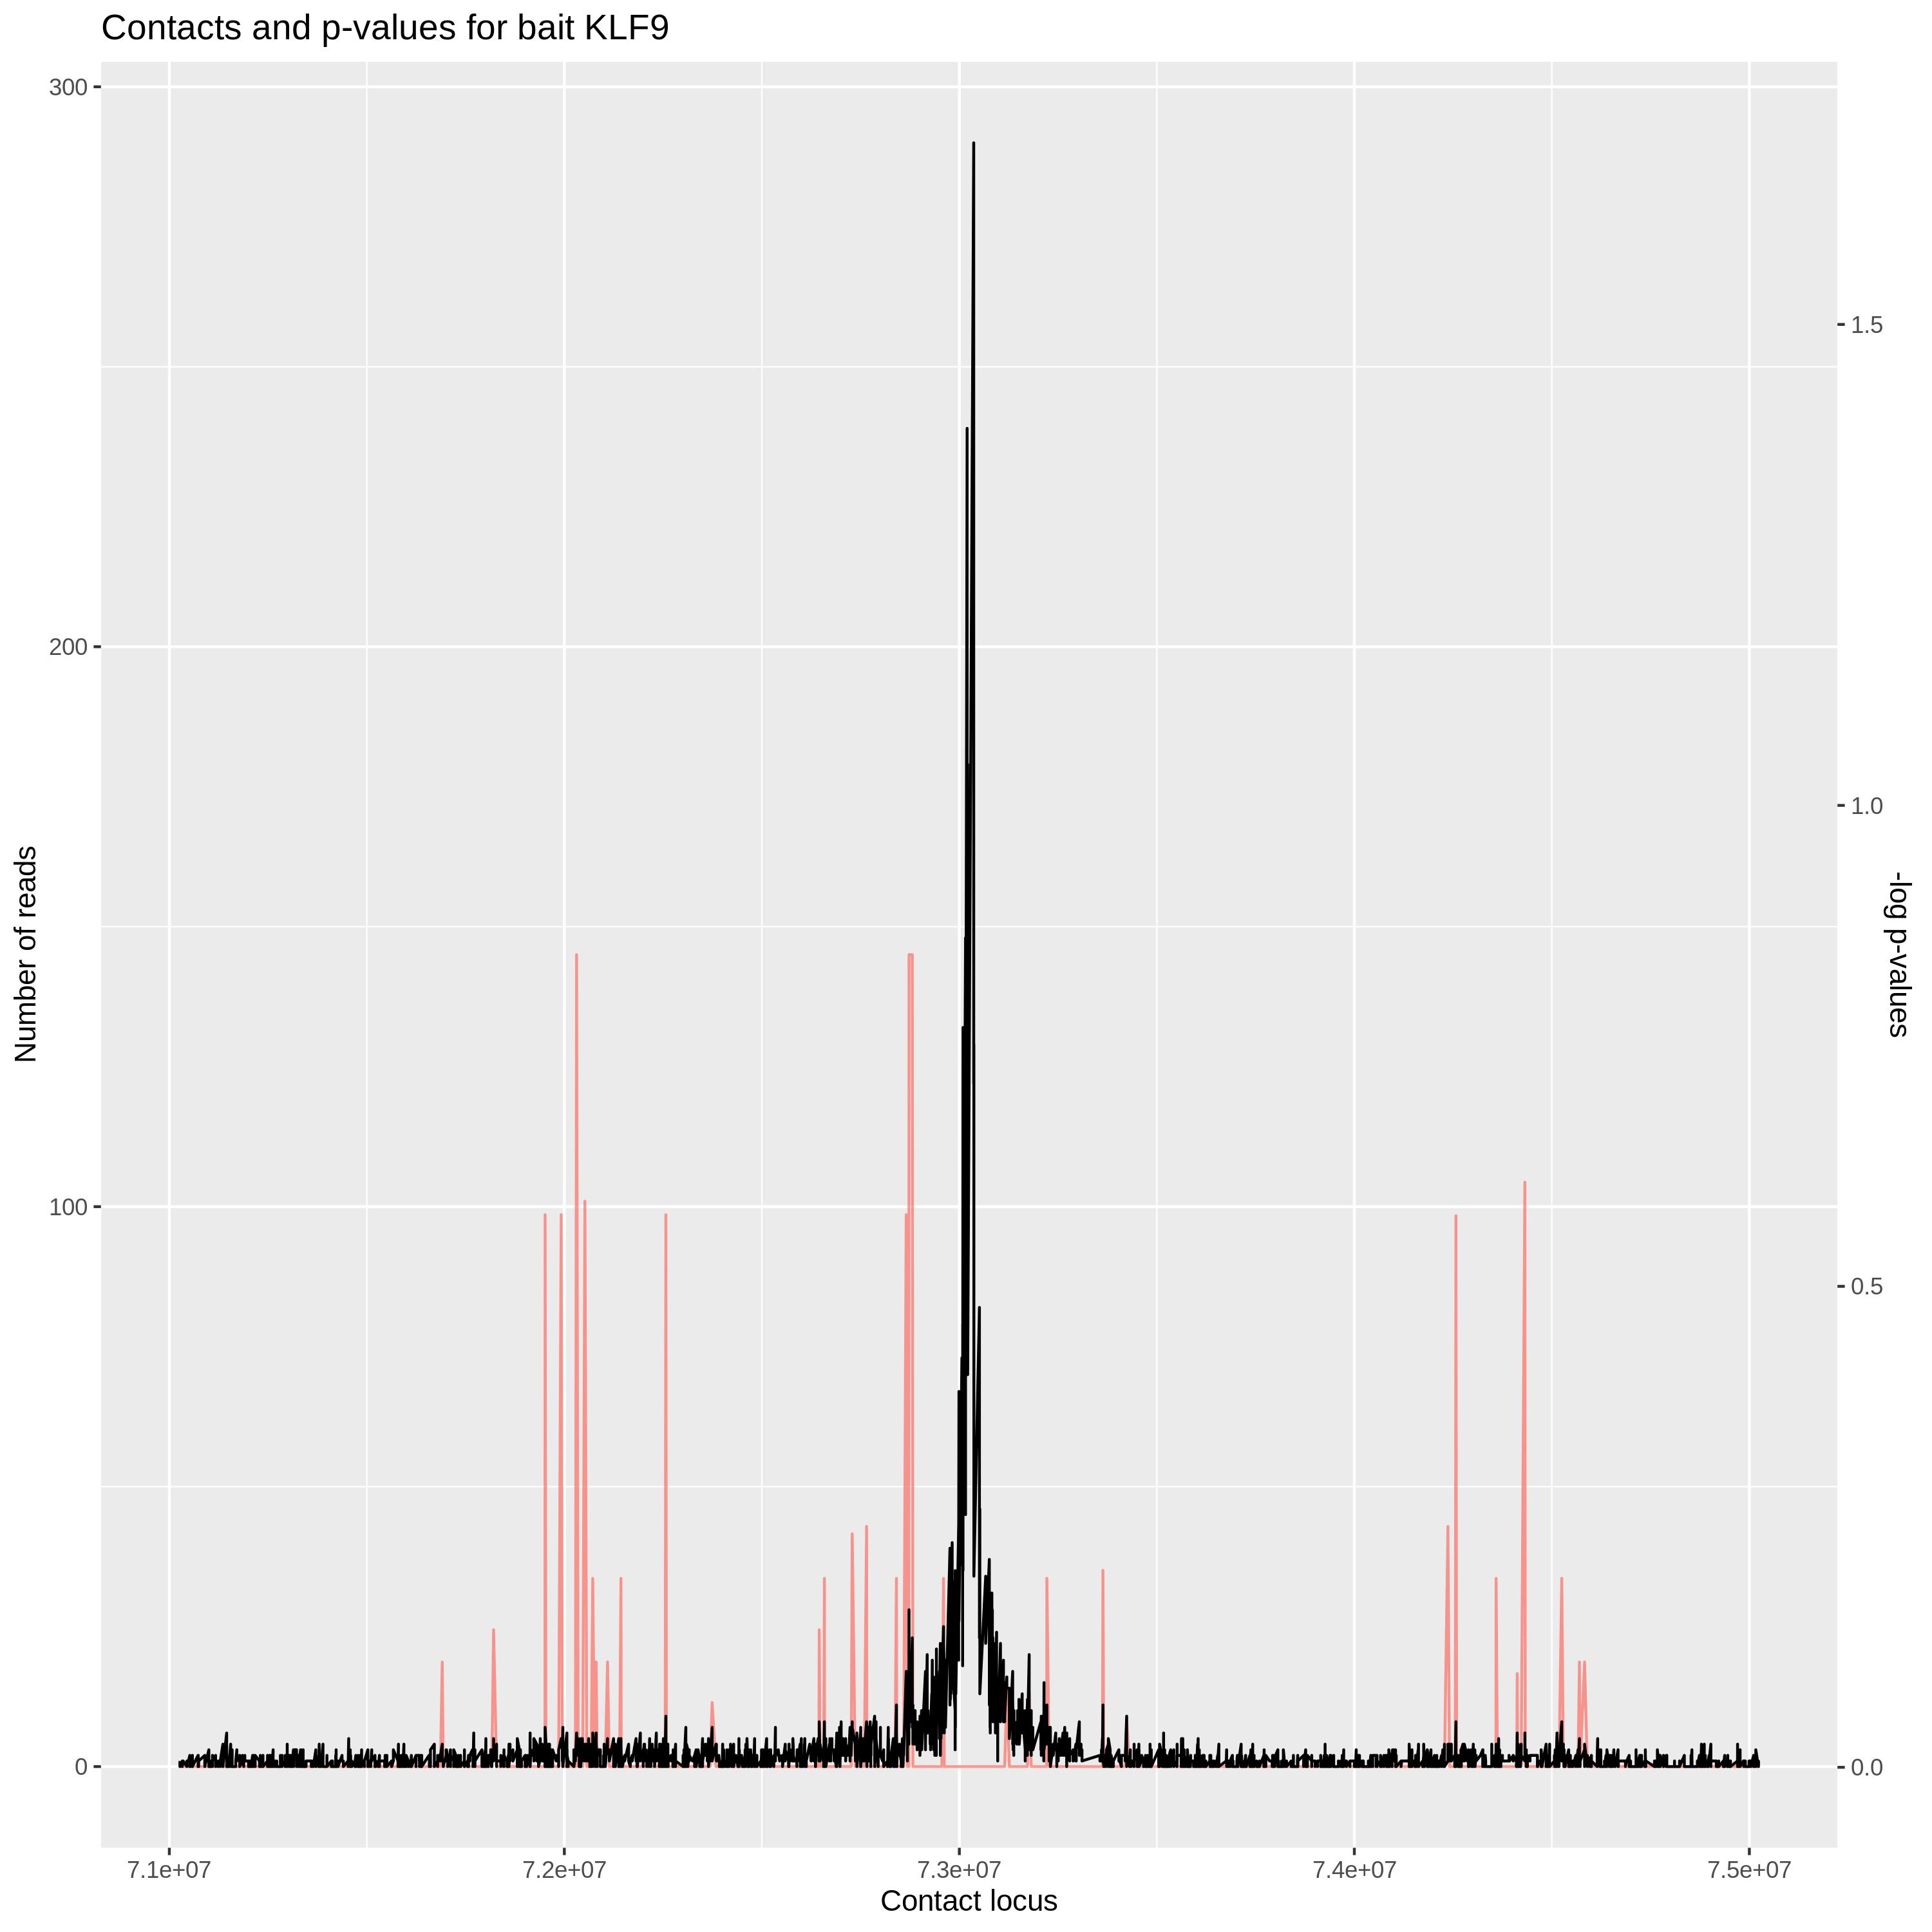 Contacts and p-values for bait KLF9
300
200
100
0
Number of reads
1.5
1.0
0.5
0.0
-log p-values
7.1e+07
7.2e+07
7.3e+07
7.4e+07
7.5e+07
Contact locus